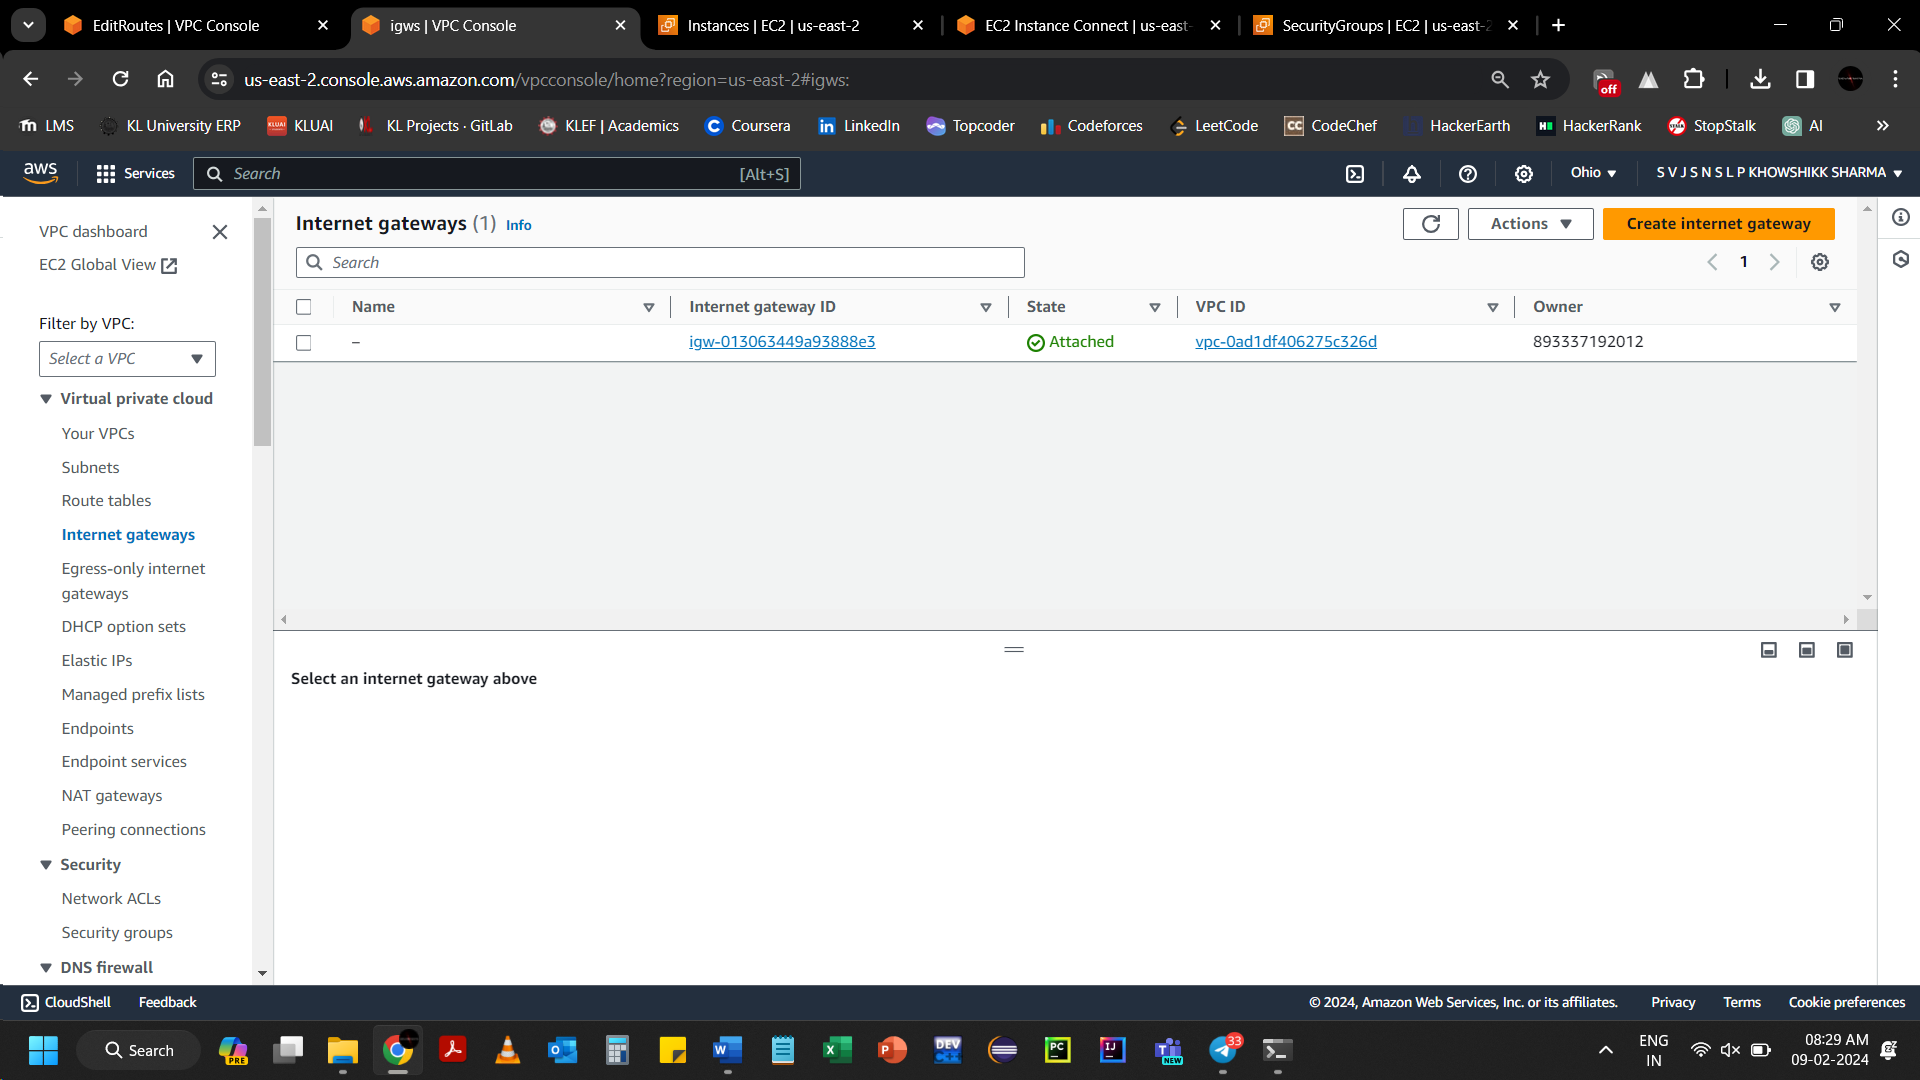 EditRoutes | VPC Console
igws | VPC Console
Instances | EC2 | us-east-2
EC2 Instance Connect | us-east-
SecurityGroups | EC2 | us-east-2
us-east-2.console.aws.amazon.com/vpcconsole/home?region=us-east-2#igws:
off
LMS
KL University ERP
KLUAI
KL Projects · GitLab
KLEF | Academics
Coursera
LinkedIn
Topcoder
Codeforces
LeetCode
CodeChef
HackerEarth
HackerRank
StopStalk
AI
aws
Services
Search
[Alt+S]
Ohio
S V J S N S L P KHOWSHIKK SHARMA
VPC dashboard
EC2 Global View
Filter by VPC:
Select a VPC
Virtual private cloud
Your VPCs
Subnets
Route tables
Internet gateways
Egress-only internet
gateways
DHCP option sets
Elastic IPs
Managed prefix lists
Endpoints
Endpoint services
NAT gateways
Peering connections
Security
Network ACLs
Security groups
DNS firewall
Internet gateways (1) Info
Actions
Create internet gateway
Search
1
Name
Internet gateway ID
State
VPC ID
Owner
–
igw-013063449a93888e3
Attached
vpc-0ad1df406275c326d
893337192012
Select an internet gateway above
CloudShell
Feedback
© 2024, Amazon Web Services, Inc. or its affiliates.
Privacy
Terms
Cookie preferences
Search
PRE
DEV
PC
IJ
NEW
33
ENG
IN
08:29 AM
09-02-2024